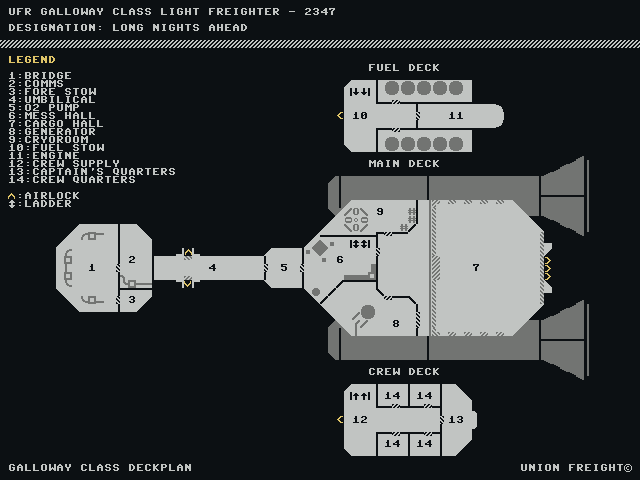 UFR GALLOWAY CLASS LIGHT FREIGHTER - 2347
DESIGNATION: LONG NIGHTS AHEAD
LEGEND
1:BRIDGE
2:COMMS
3:FORE STOW
4:UMBILICAL
5:O2 PUMP
6:MESS HALL
7:CARGO HALL
8:GENERATOR
9:CRYOROOM
10:FUEL STOW
11:ENGINE
12:CREW SUPPLY
13:CAPTAIN'S QUARTERS
14:CREW QUARTERS
:AIRLOCK
:LADDER
FUEL DECK
10
11
MAIN DECK
9
1
2
3
4
5
6
7
8
CREW DECK
14
14
12
13
14
14
GALLOWAY CLASS DECKPLAN
UNION FREIGHT©